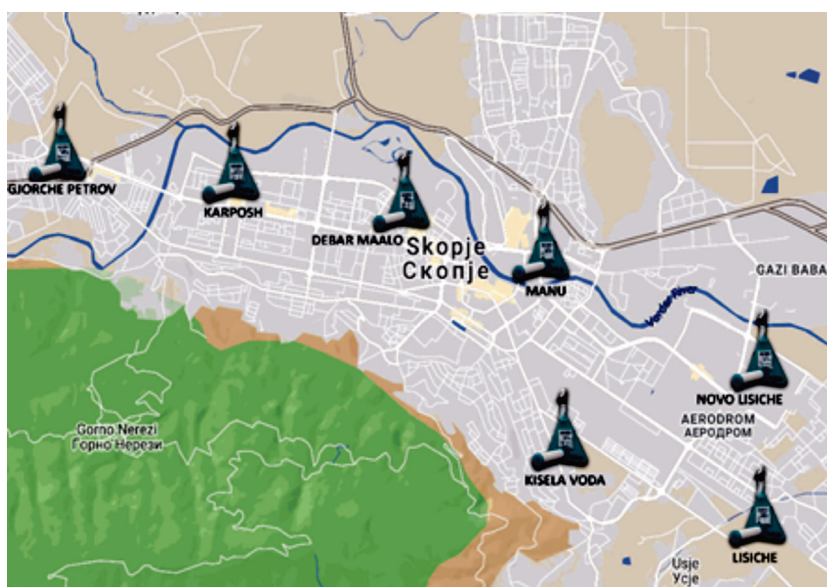 GJORCHE PETROV
KARPOSH
DEBAR MAALO
Skopje
Скопје
MANU
GAZI BABA
Vardar River
NOVO LISICHE
AERODROM
АЕРОДРОМ
Gorno Nerezi
Горно Нерези
KISELA VODA
LISICHE
Usje
Усје